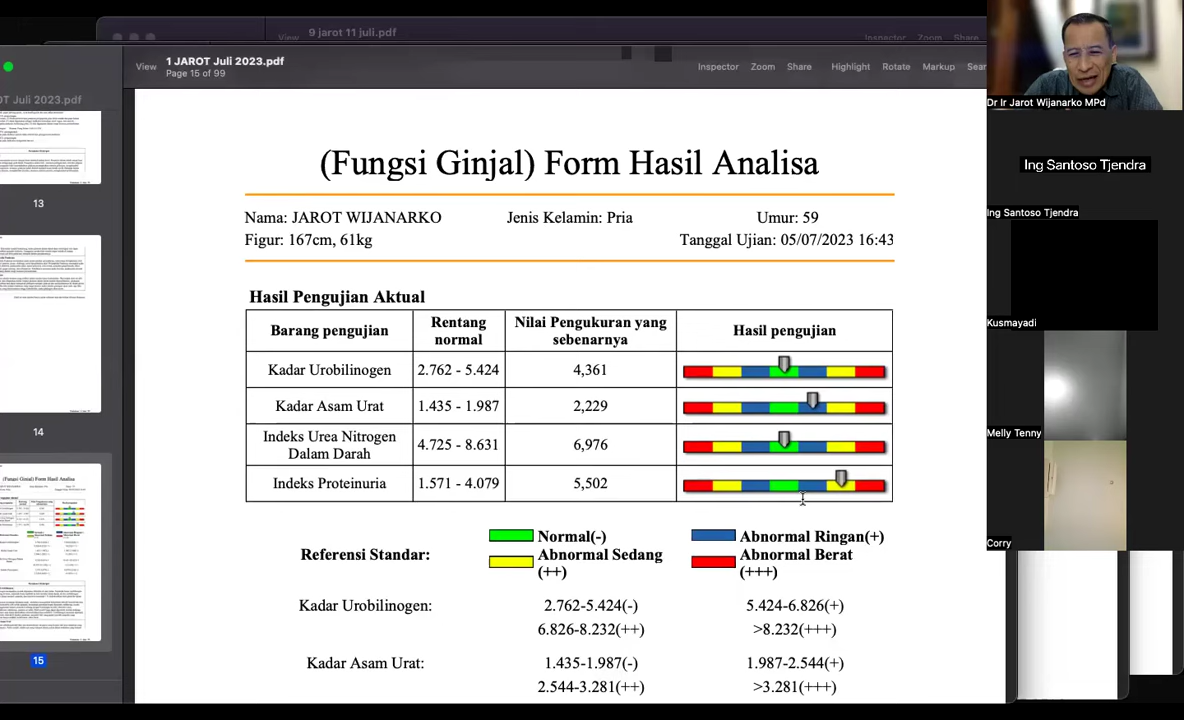 View
9 jarot 11 juli.pdf
Inspector
Zoom
Share
View
1 JAROT Juli 2023.pdf
Page 15 of 99
Inspector
Zoom
Share
Highlight
Rotate
Markup
Sear
OT Juli 2023.pdf
13
14
15
(Fungsi Ginjal) Form Hasil Analisa
Nama: JAROT WIJANARKO Jenis Kelamin: Pria Umur: 59
Figur: 167cm, 61kg Tanggal Ujian: 05/07/2023 16:43
Hasil Pengujian Aktual
Barang pengujian
Rentang
normal
Nilai Pengukuran yang
sebenarnya
Hasil pengujian
Kadar Urobilinogen 2.762 - 5.424 4,361
Kadar Asam Urat 1.435 - 1.987 2,229
Indeks Urea Nitrogen
Dalam Darah
4.725 - 8.631 6,976
Indeks Proteinuria 1.571 - 4.079 5,502
Referensi Standar:
Normal(-)
Abnormal Ringan(+)
Abnormal Sedang
(++)
Abnormal Berat
(+++)
Kadar Urobilinogen: 2.762-5.424(-) 5.424-6.826(+)
6.826-8.232(++) >8.232(+++)
Kadar Asam Urat: 1.435-1.987(-) 1.987-2.544(+)
2.544-3.281(++) >3.281(+++)
Dr Ir Jarot Wijanarko MPd
Ing Santoso Tjendra
Ing Santoso Tjendra
Kusmayadi
Melly Tenny
Corry